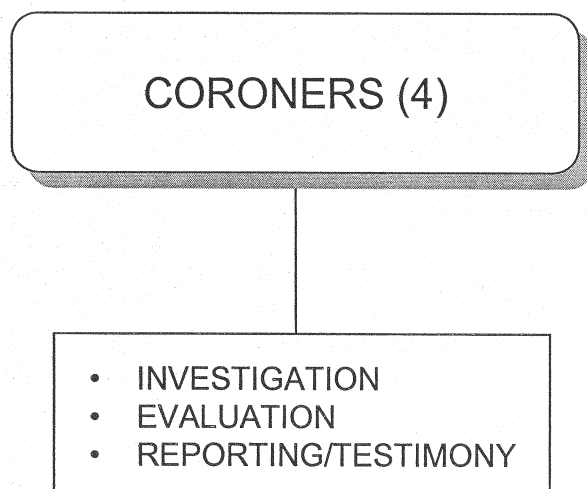 CORONERS (4)
• INVESTIGATION
• EVALUATION
• REPORTING/TESTIMONY